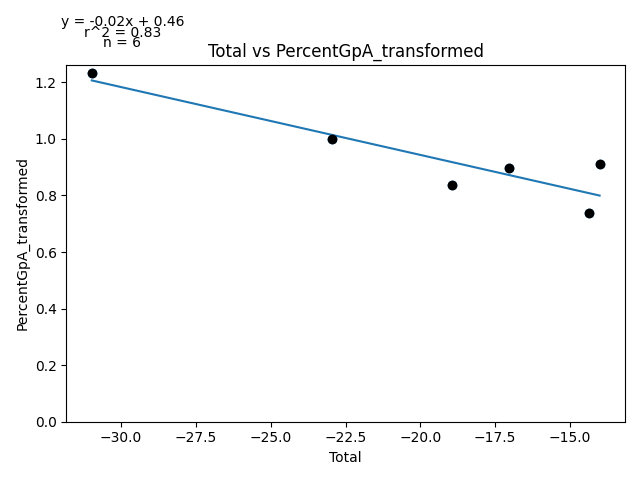 y = -0.02x + 0.46
r^2 = 0.83
n = 6
Total vs PercentGpA_transformed
1.2
1.0
0.8
0.6
0.4
0.2
0.0
PercentGpA_transformed
−30.0 −27.5 −25.0 −22.5 −20.0 −17.5 −15.0
Total